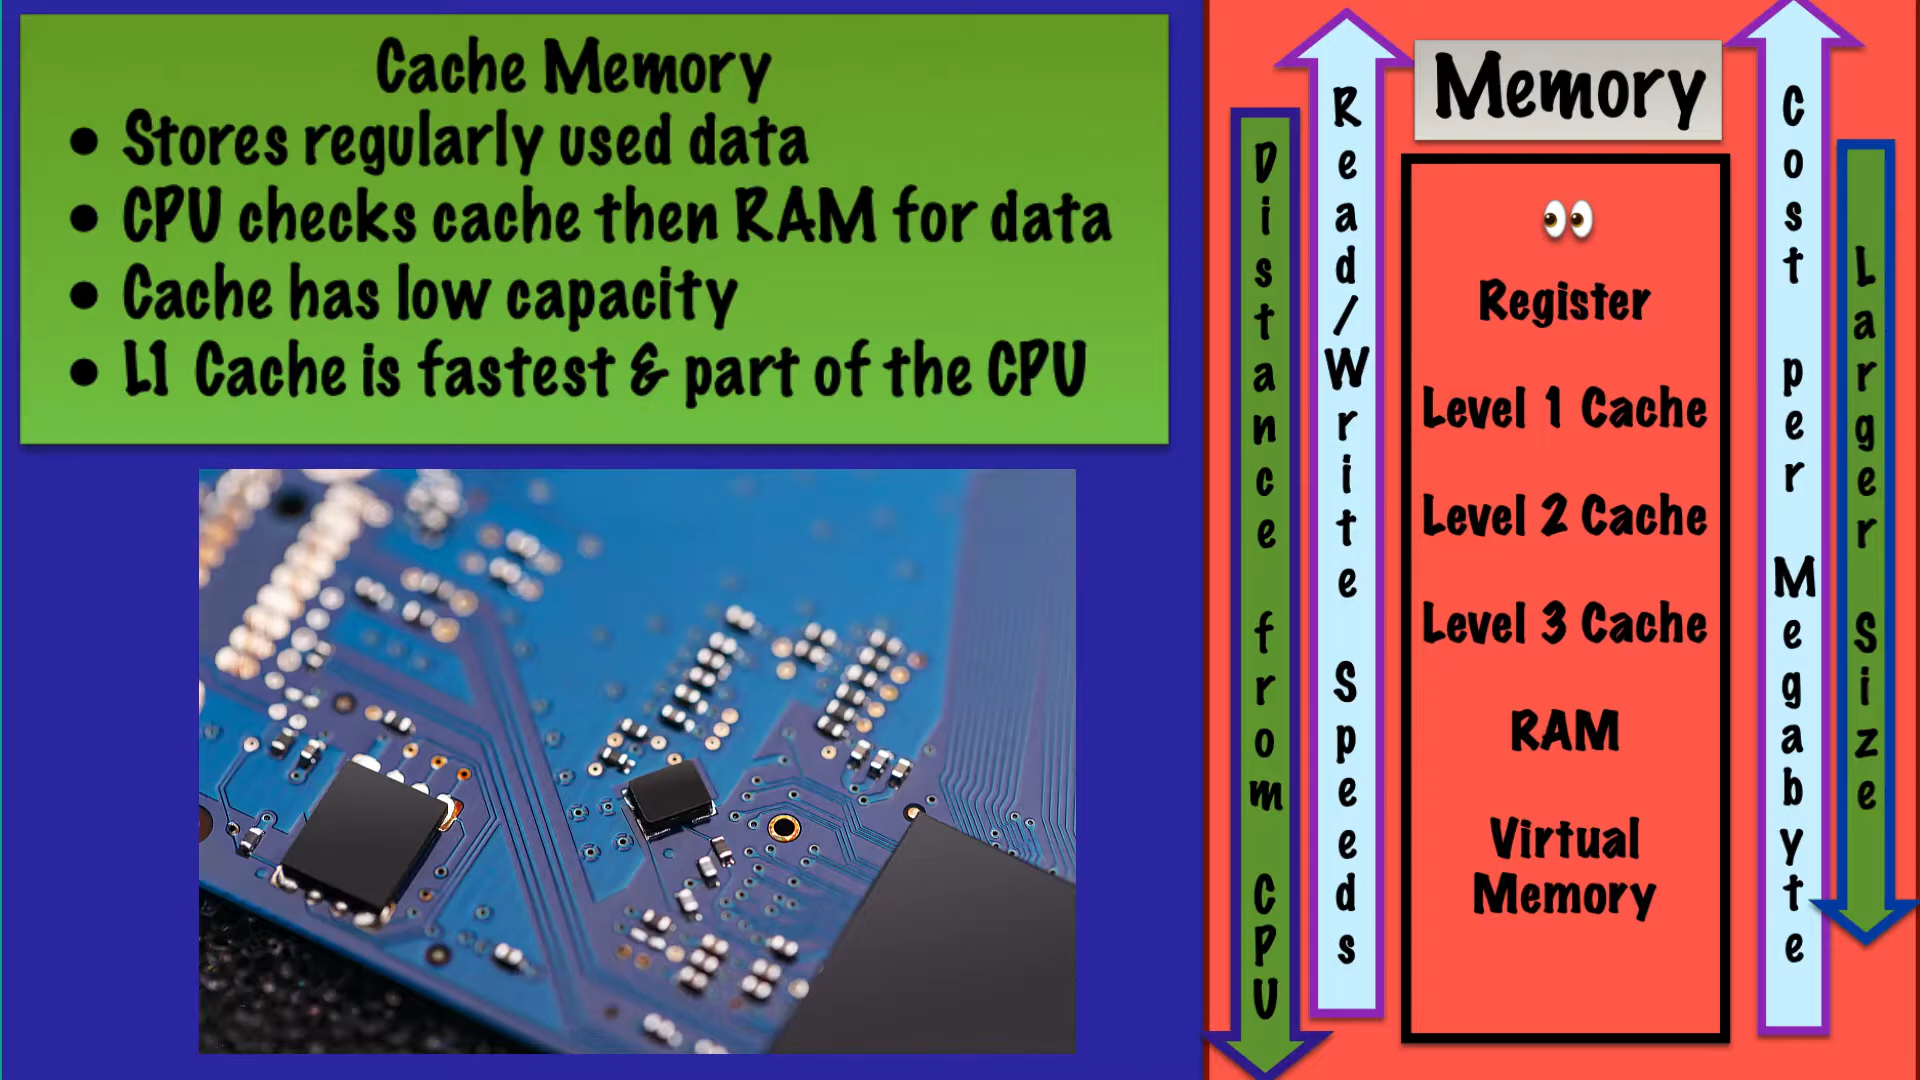 Cache Memory
• Stores regularly used data
• CPU checks cache then RAM for data
• Cache has low capacity
• L1 Cache is fastest & part of the CPU
Distance from CPU
Read/Write Speeds
Memory
Register
Level 1 Cache
Level 2 Cache
Level 3 Cache
RAM
Virtual
Memory
Cost per Megabyte
Larger Size